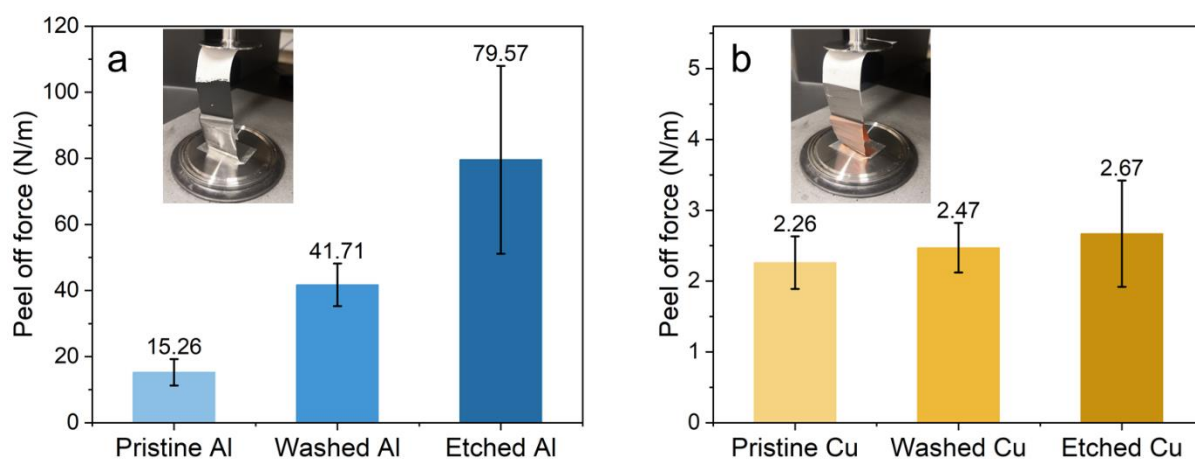 a
Peel off force (N/m)
120
100
80
60
40
20
0
15.26
41.71
79.57
Pristine Al
Washed Al
Etched Al
b
Peel off force (N/m)
5
4
3
2
1
0
2.26
2.47
2.67
Pristine Cu
Washed Cu
Etched Cu